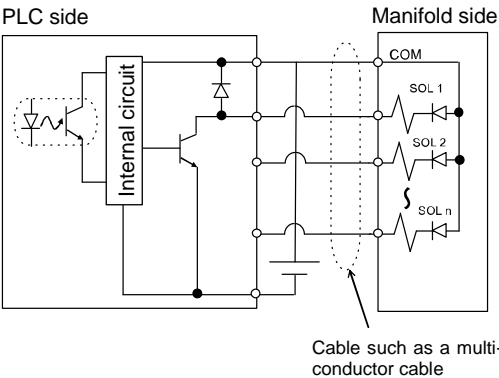 PLC side
Manifold side
Internal circuit
COM
SOL 1
SOL 2
SOL n
Cable such as a multi-
conductor cable